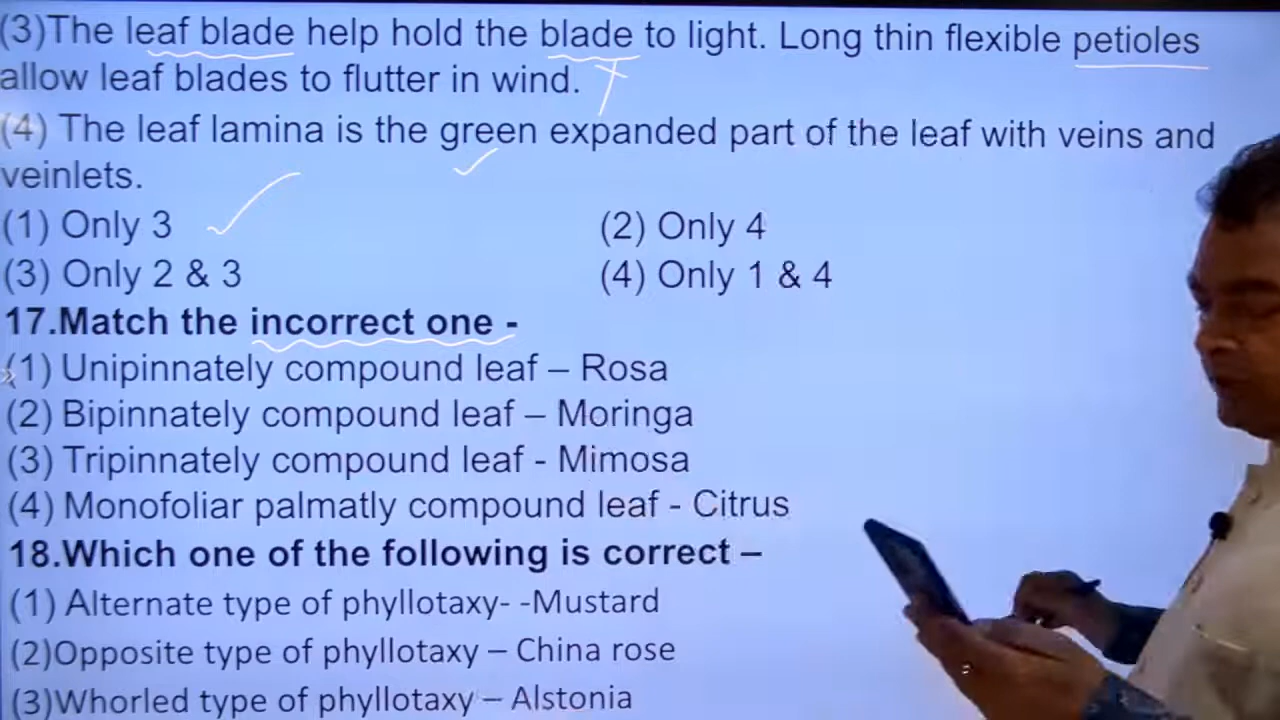 (3)The leaf blade help hold the blade to light. Long thin flexible petioles
allow leaf blades to flutter in wind.
(4) The leaf lamina is the green expanded part of the leaf with veins and
veinlets.
(1) Only 3 (2) Only 4
(3) Only 2 & 3 (4) Only 1 & 4
17.Match the incorrect one -
(1) Unipinnately compound leaf – Rosa
(2) Bipinnately compound leaf – Moringa
(3) Tripinnately compound leaf - Mimosa
(4) Monofoliar palmatly compound leaf - Citrus
18.Which one of the following is correct –
(1) Alternate type of phyllotaxy- -Mustard
(2)Opposite type of phyllotaxy – China rose
(3)Whorled type of phyllotaxy – Alstonia